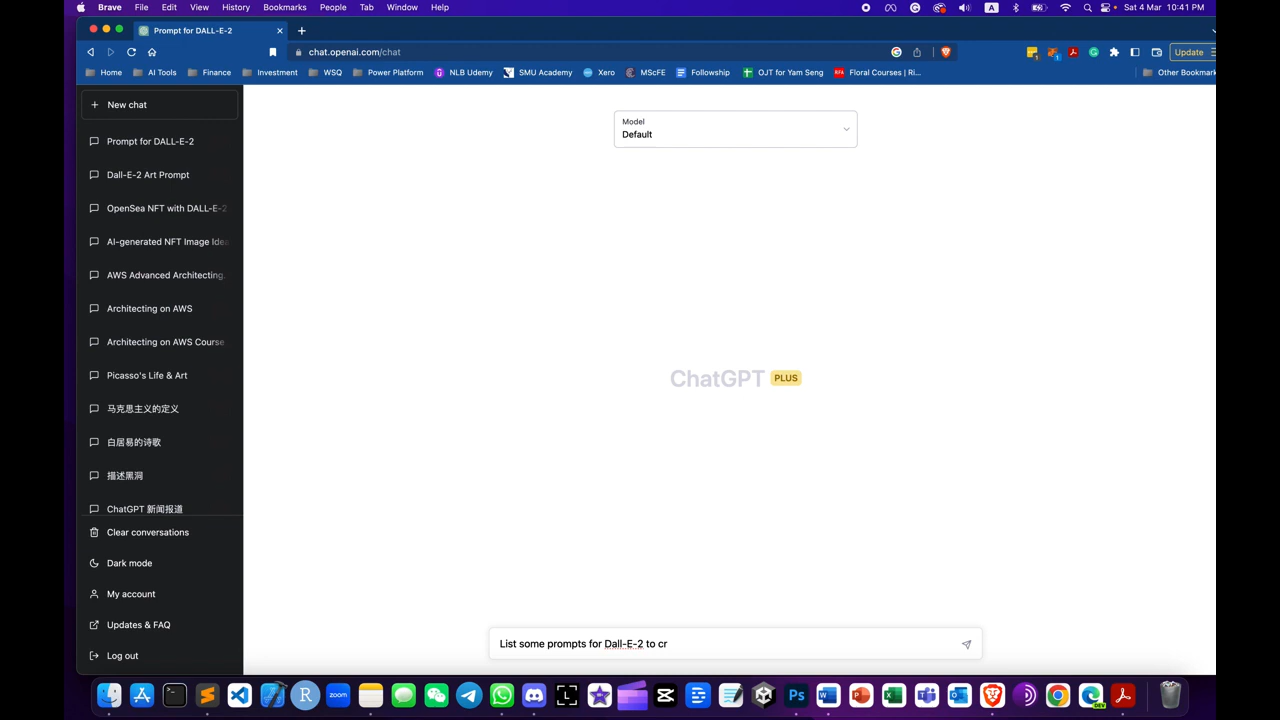 Brave File Edit View History Bookmarks People Tab Window Help
A Sat 4 Mar 10:41 PM
Prompt for DALL-E-2
chat.openai.com/chat
Update
Home AI Tools Finance Investment WSQ Power Platform NLB Udemy SMU Academy Xero MScFE Followship OJT for Yam Seng Floral Courses | Ri... Other Bookmark
New chat
Model
Default
Prompt for DALL-E-2
Dall-E-2 Art Prompt
OpenSea NFT with DALL-E-2
AI-generated NFT Image Idea
AWS Advanced Architecting.
Architecting on AWS
Architecting on AWS Course
Picasso's Life & Art
ChatGPT PLUS
马克思主义的定义
白居易的诗歌
描述黑洞
ChatGPT 新闻报道
Clear conversations
Dark mode
My account
Updates & FAQ
Log out
List some prompts for Dall-E-2 to cr
zoom
DEV